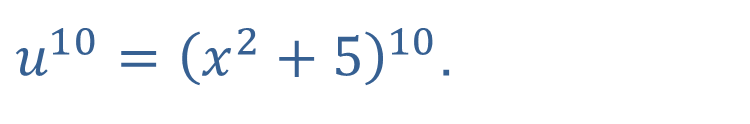 u¹⁰ = (x² + 5)¹⁰.